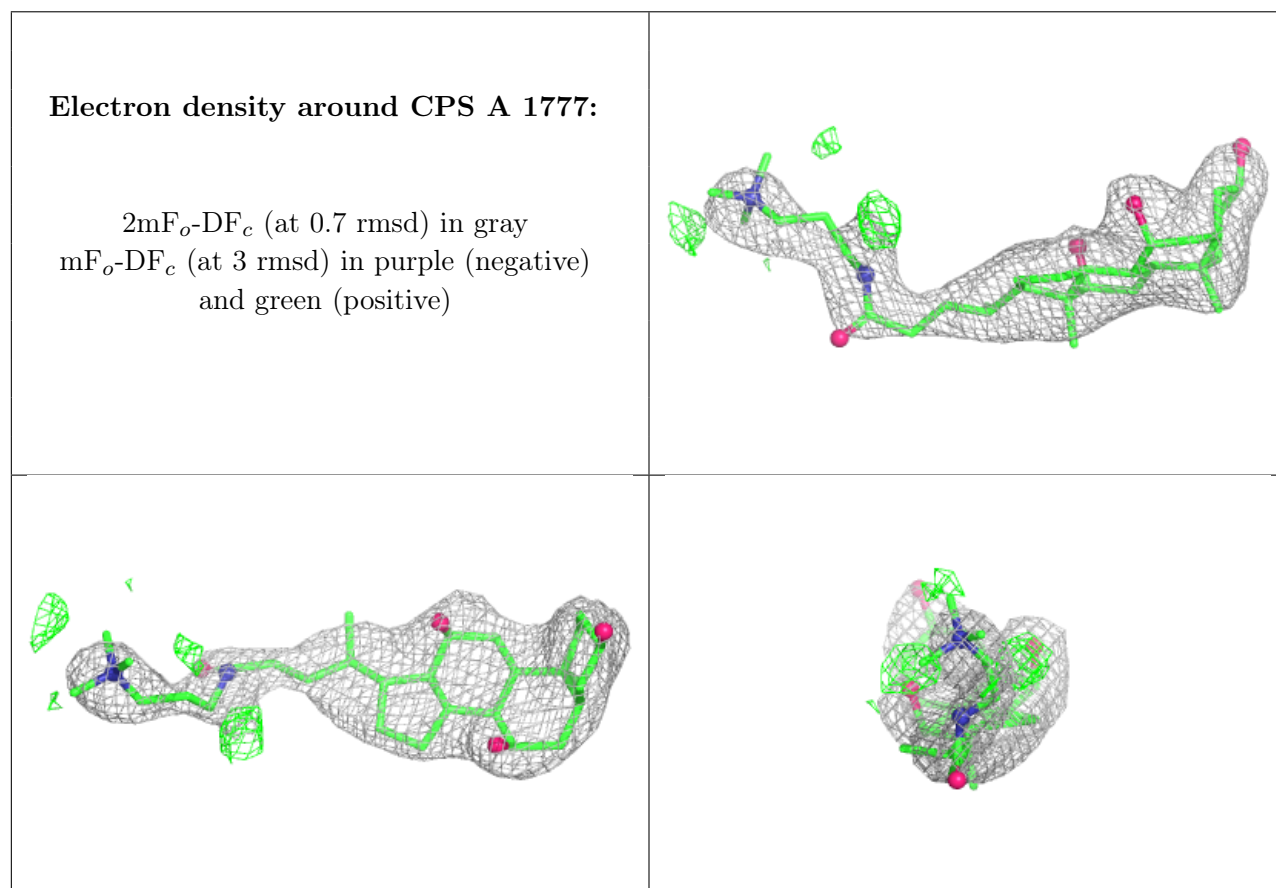 Electron density around CPS A 1777:
2mFo-DFc (at 0.7 rmsd) in gray
mFo-DFc (at 3 rmsd) in purple (negative)
and green (positive)